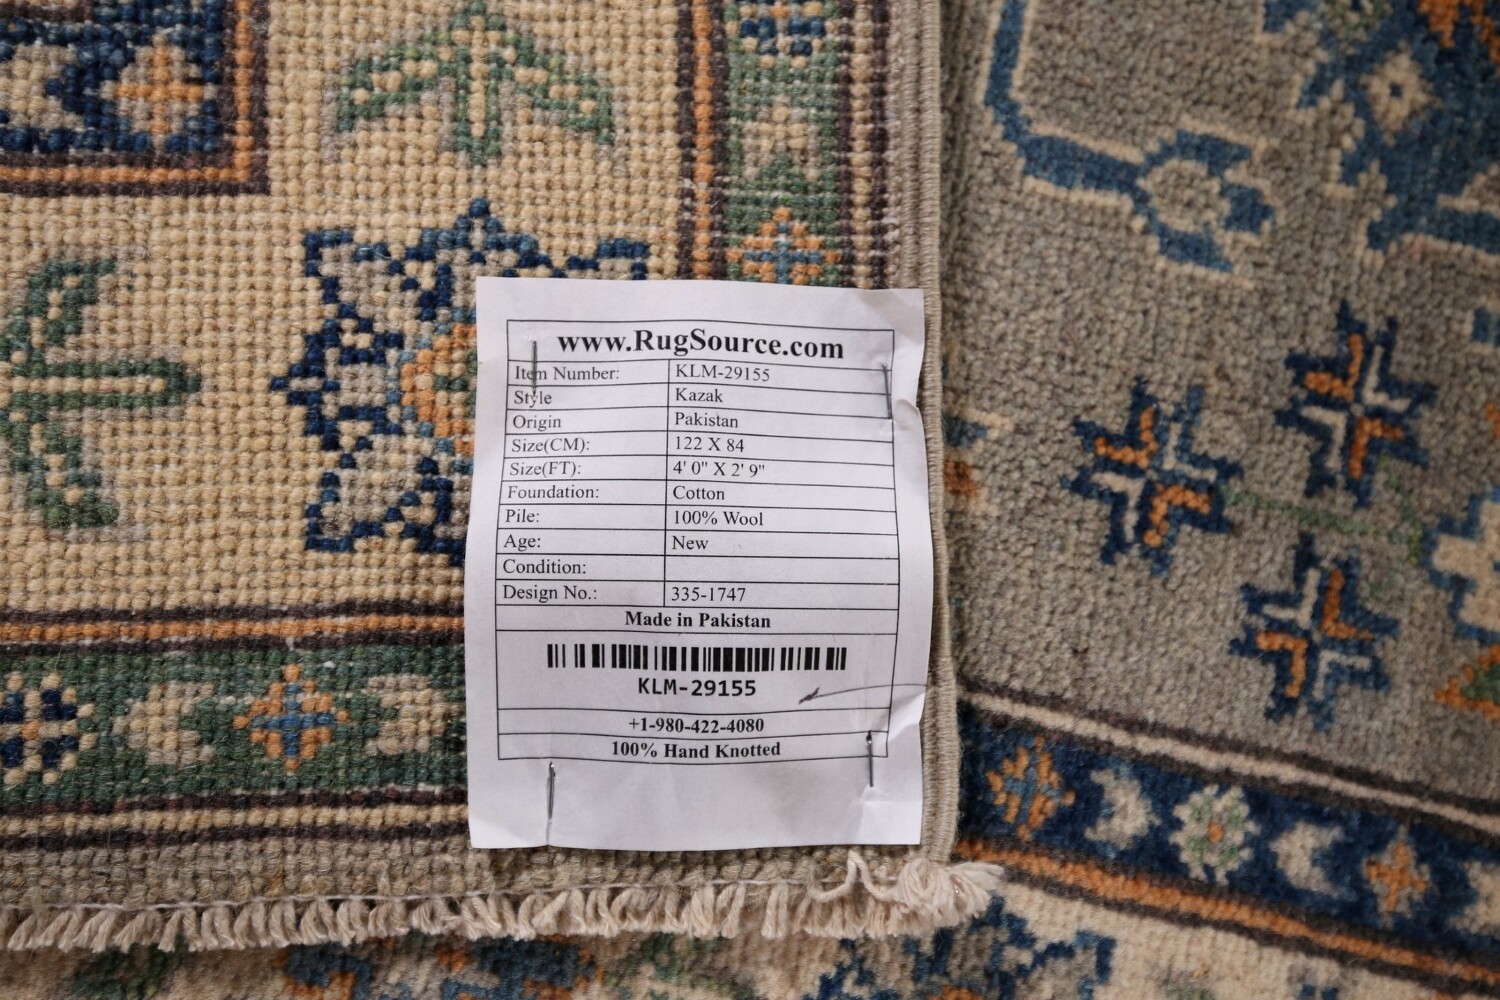 www.RugSource.com
Item Number: KLM-29155
Style Kazak
Origin Pakistan
Size(CM): 122 X 84
Size(FT): 4' 0" X 2' 9"
Foundation: Cotton
Pile: 100% Wool
Age: New
Condition:
Design No.: 335-1747
Made in Pakistan
KLM-29155
+1-980-422-4080
100% Hand Knotted